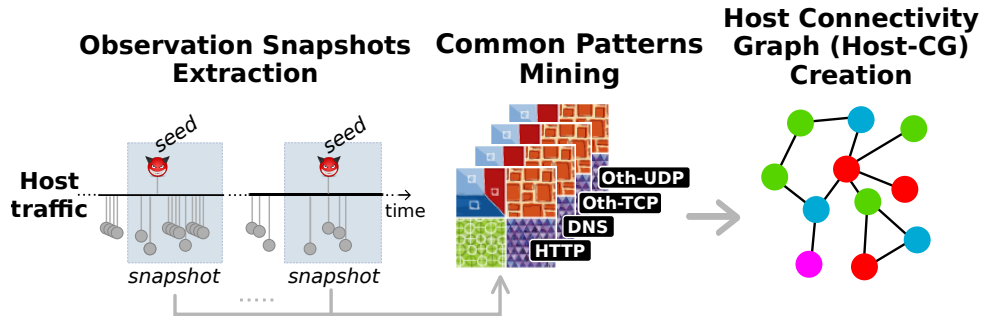 Observation Snapshots
Extraction
seed
seed
Host
traffic
time
snapshot
snapshot
Common Patterns
Mining
Oth-UDP
Oth-TCP
DNS
HTTP
Host Connectivity
Graph (Host-CG)
Creation